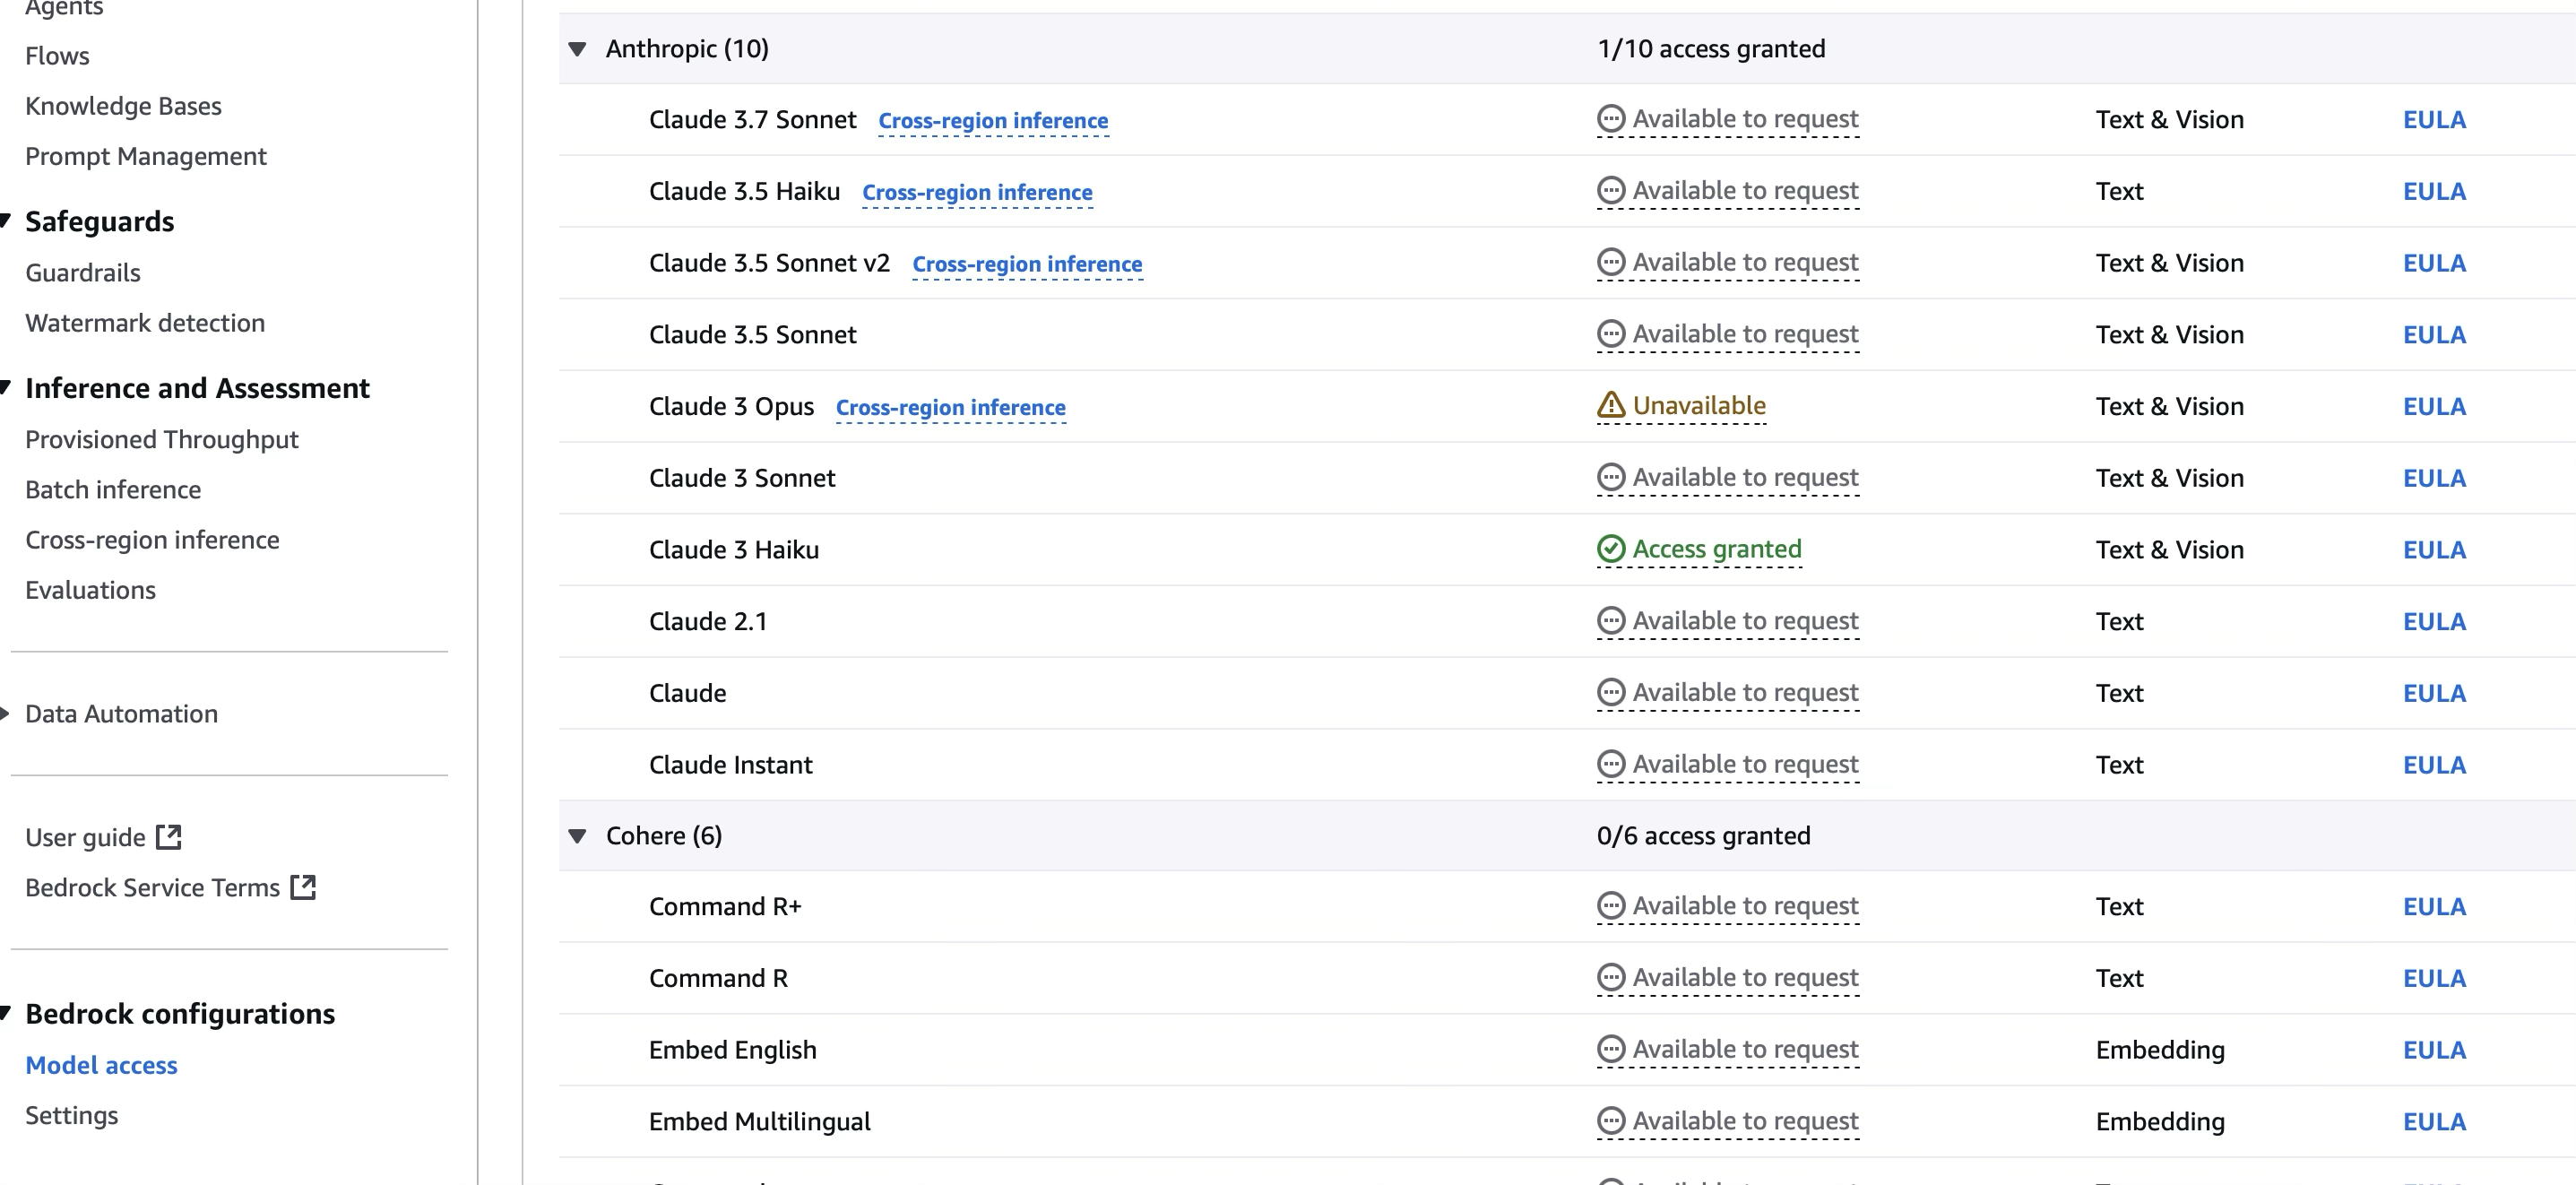 Agents
Flows
Knowledge Bases
Prompt Management
Safeguards
Guardrails
Watermark detection
Inference and Assessment
Provisioned Throughput
Batch inference
Cross-region inference
Evaluations
Data Automation
User guide
Bedrock Service Terms
Bedrock configurations
Model access
Settings
Anthropic (10) 1/10 access granted
Claude 3.7 Sonnet Cross-region inference Available to request Text & Vision EULA
Claude 3.5 Haiku Cross-region inference Available to request Text EULA
Claude 3.5 Sonnet v2 Cross-region inference Available to request Text & Vision EULA
Claude 3.5 Sonnet Available to request Text & Vision EULA
Claude 3 Opus Cross-region inference Unavailable Text & Vision EULA
Claude 3 Sonnet Available to request Text & Vision EULA
Claude 3 Haiku Access granted Text & Vision EULA
Claude 2.1 Available to request Text EULA
Claude Available to request Text EULA
Claude Instant Available to request Text EULA
Cohere (6) 0/6 access granted
Command R+ Available to request Text EULA
Command R Available to request Text EULA
Embed English Available to request Embedding EULA
Embed Multilingual Available to request Embedding EULA